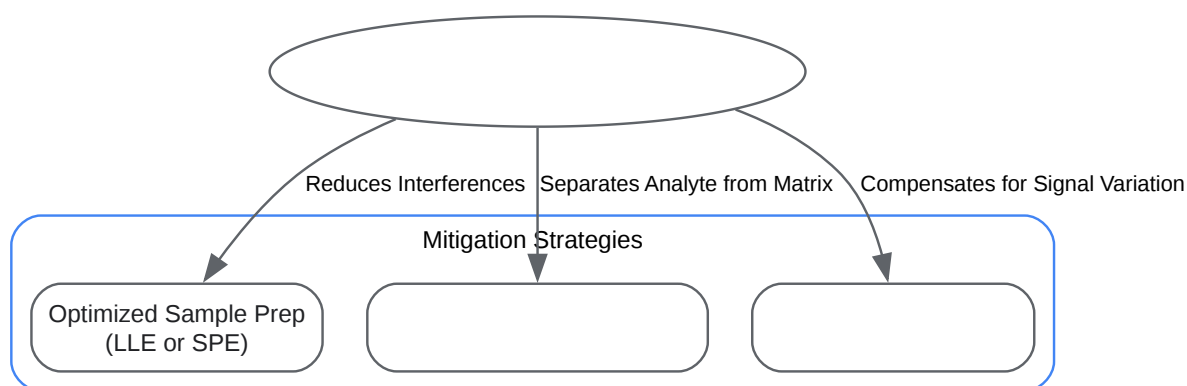 Reduces Interferences
Separates Analyte from Matrix
Compensates for Signal Variation
Mitigation Strategies
Optimized Sample Prep
(LLE or SPE)